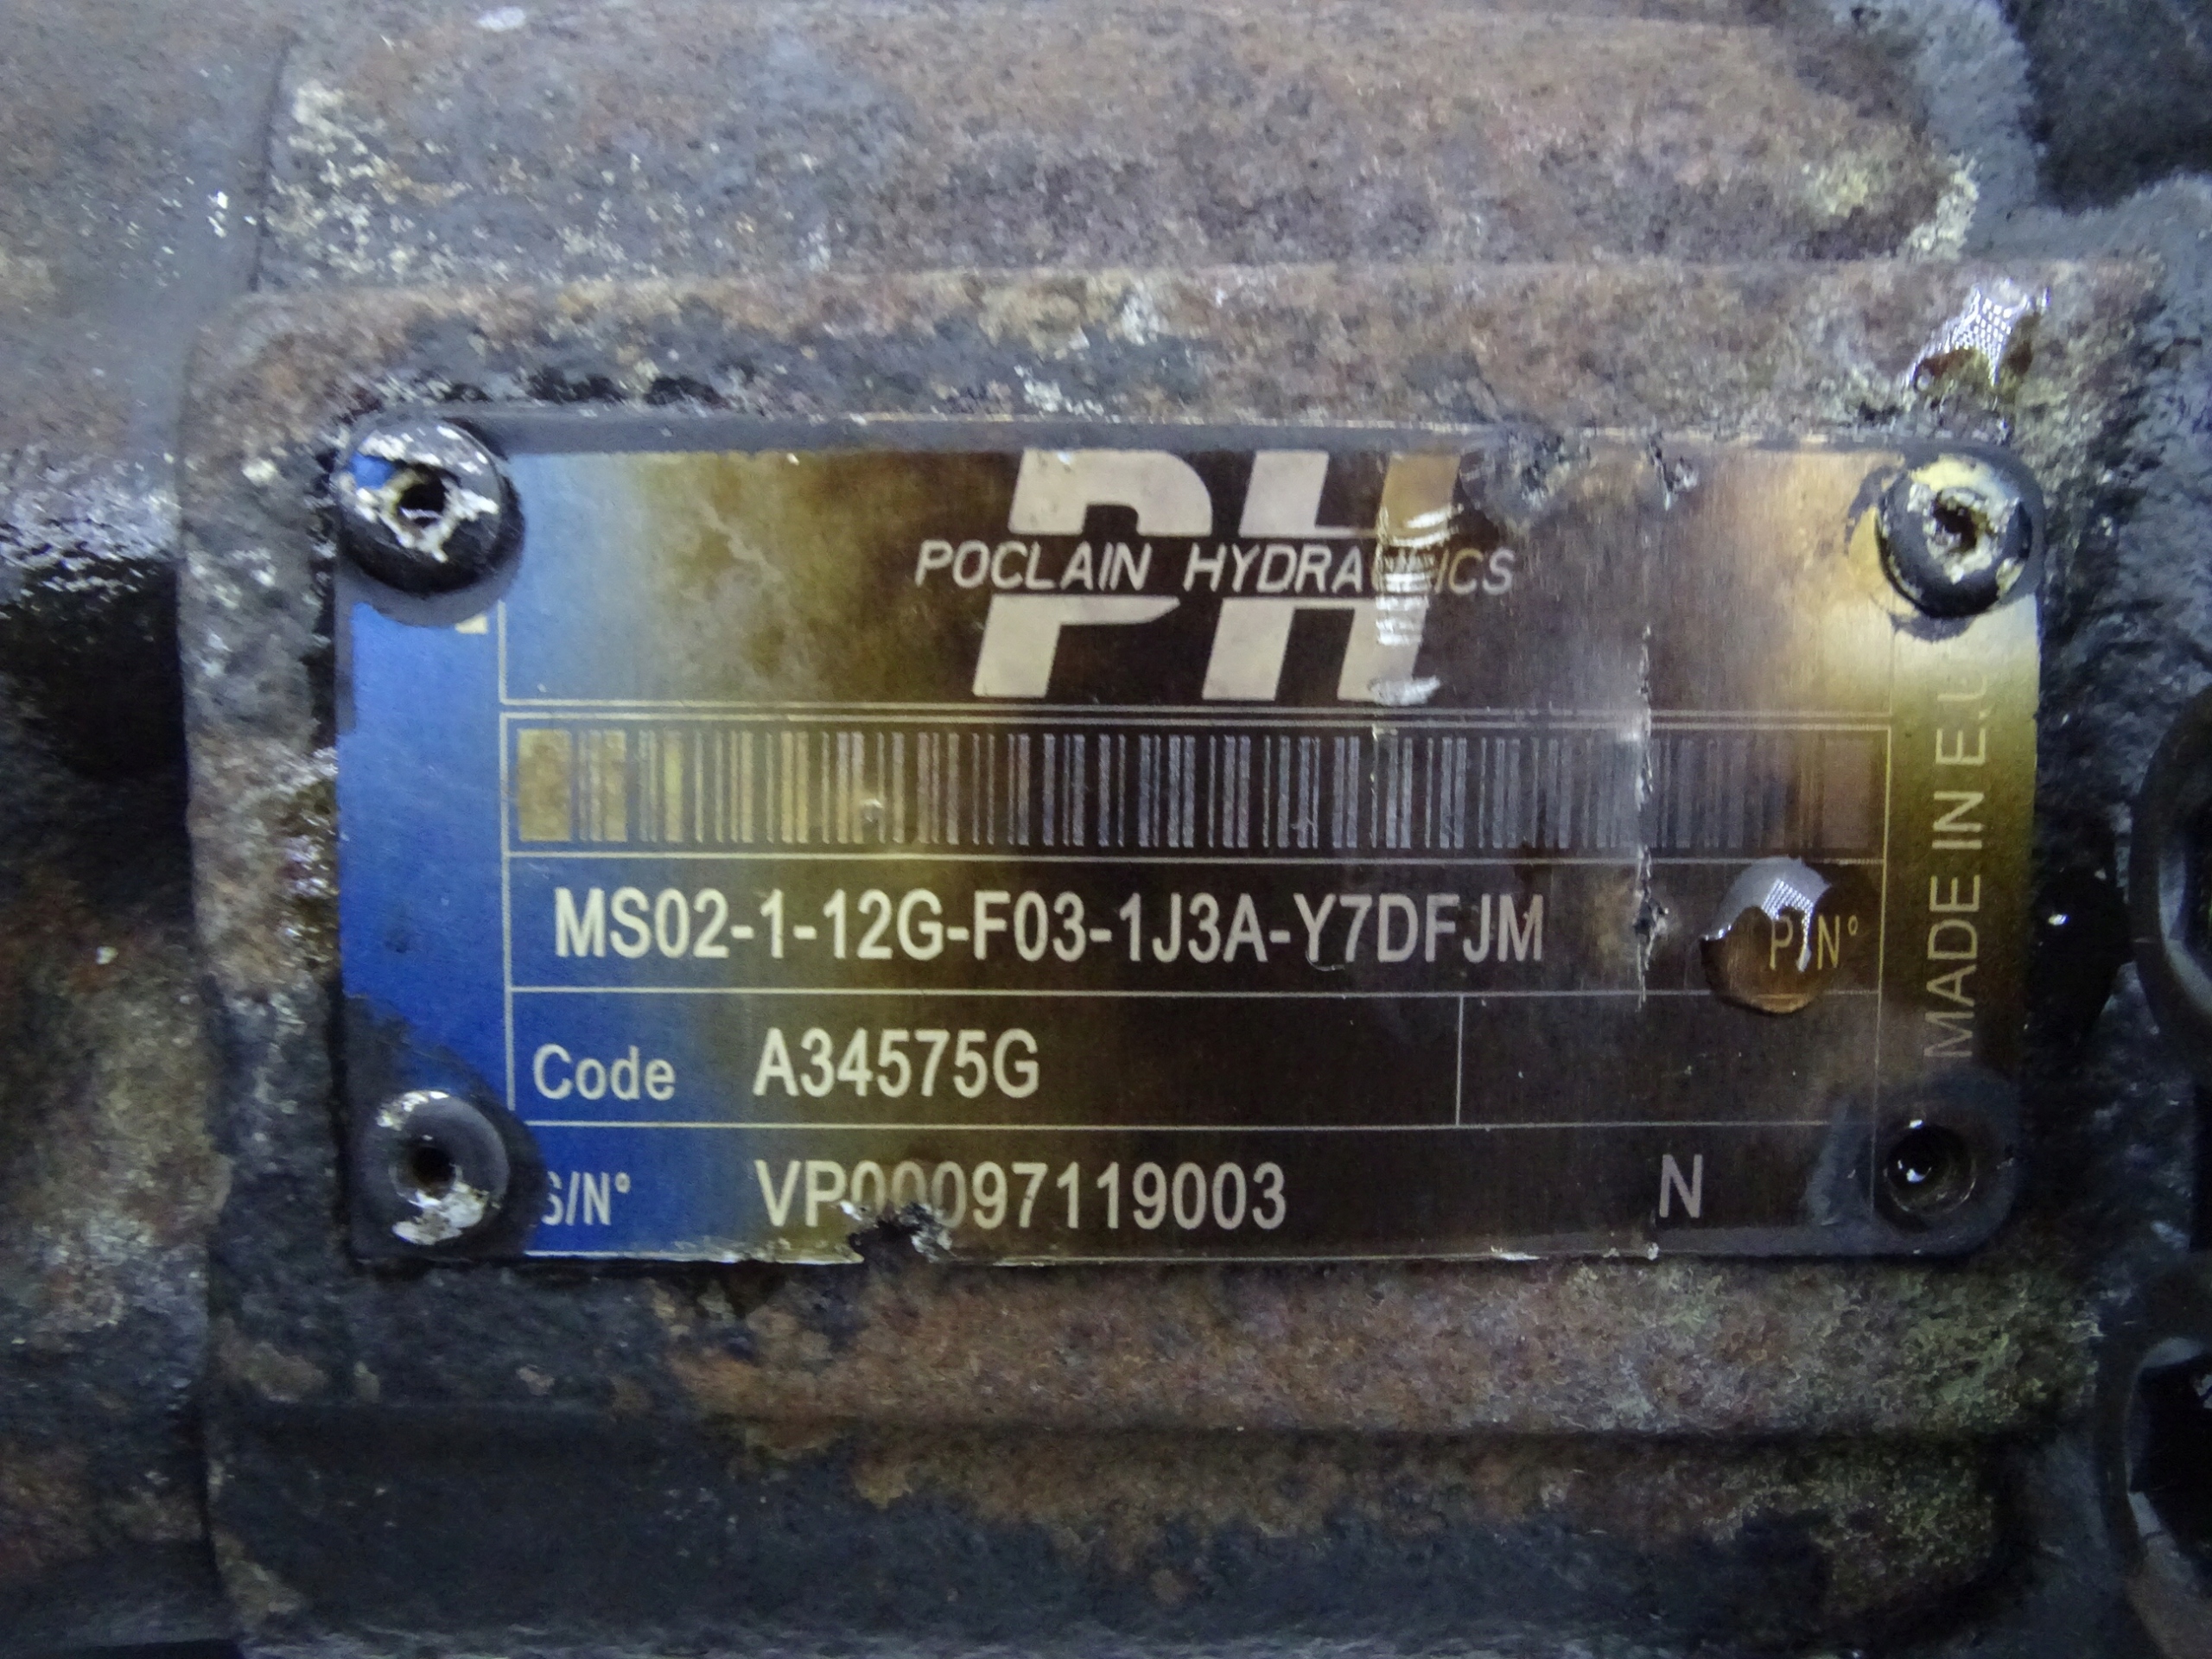 PH
POCLAIN HYDRAULICS
MS02-1-12G-F03-1J3A-Y7DFJM P/N°
Code A34575G
S/N° VP00097119003 N
MADE IN E.U